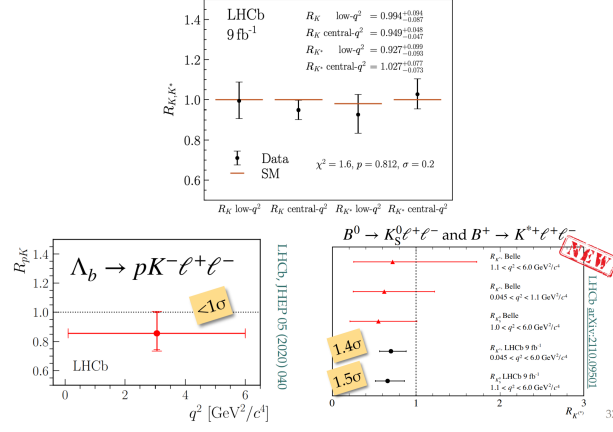 LHCb
9 fb⁻¹
R_K low-q² = 0.994 +0.094 −0.087
R_K central-q² = 0.949 +0.048 −0.047
R_K* low-q² = 0.927 +0.099 −0.093
R_K* central-q² = 1.027 +0.077 −0.073
R_K,K*
1.4
1.2
1.0
0.8
0.6
Data
SM
χ² = 1.6, p = 0.812, σ = 0.2
R_K low-q² R_K central-q² R_K* low-q² R_K* central-q²
R_pK
1.4
1.2
1.0
0.8
0.6
Λ_b → pK⁻ℓ⁺ℓ⁻
<1σ
LHCb
0 2 4 6
q² [GeV²/c⁴]
LHCb, JHEP 05 (2020) 040
B⁰ → K_S⁰ℓ⁺ℓ⁻ and B⁺ → K*⁺ℓ⁺ℓ⁻
NEW
Belle
1.1 < q² < 6.0 GeV²/c⁴
Belle
0.045 < q² < 1.1 GeV²/c⁴
Belle
1.0 < q² < 6.0 GeV²/c⁴
1.4σ
LHCb 9 fb⁻¹
0.045 < q² < 6.0 GeV²/c⁴
1.5σ
LHCb 9 fb⁻¹
1.1 < q² < 6.0 GeV²/c⁴
0 1 2 3
R_K(*)
LHCb arXiv:2110.09501